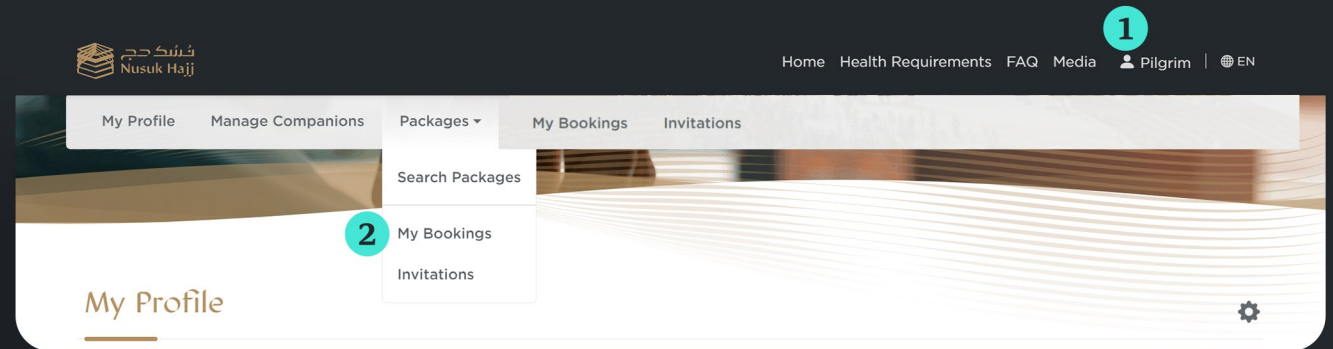 1
نُسُك حج
Nusuk Hajj
Home Health Requirements FAQ Media Pilgrim | EN
My Profile Manage Companions Packages My Bookings Invitations
Search Packages
2 My Bookings
Invitations
My Profile